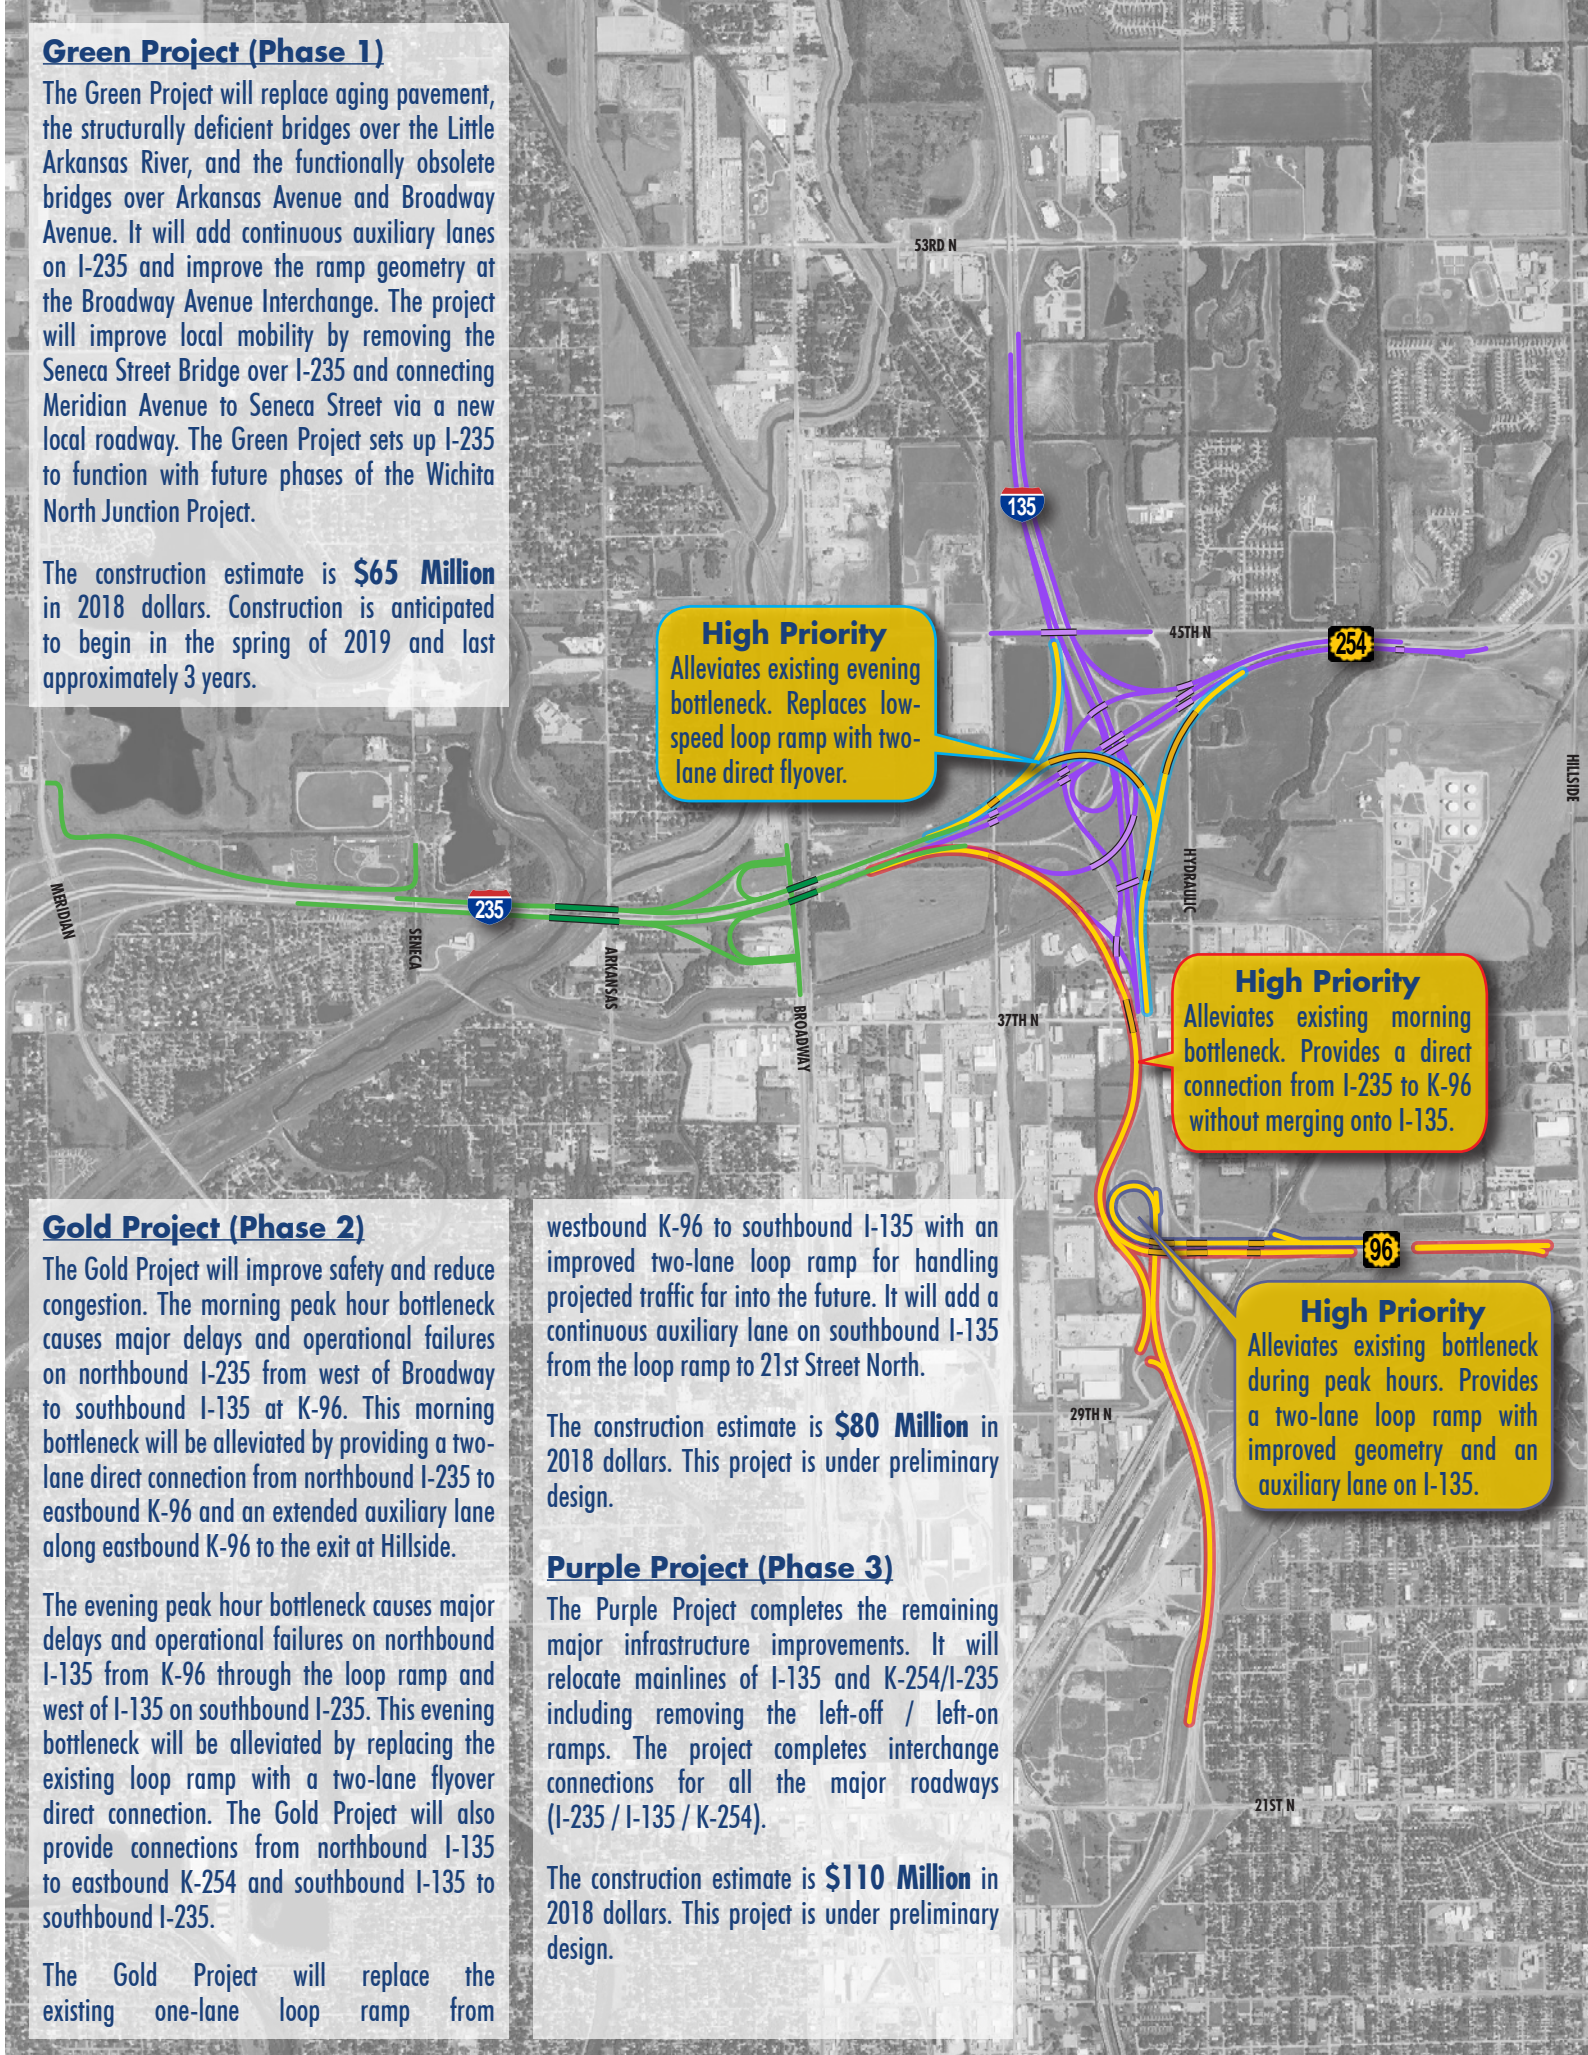 Green Project (Phase 1)
The Green Project will replace aging pavement,
the structurally deficient bridges over the Little
Arkansas River, and the functionally obsolete
bridges over Arkansas Avenue and Broadway
Avenue. It will add continuous auxiliary lanes
on I-235 and improve the ramp geometry at
the Broadway Avenue Interchange. The project
will improve local mobility by removing the
Seneca Street Bridge over I-235 and connecting
Meridian Avenue to Seneca Street via a new
local roadway. The Green Project sets up I-235
to function with future phases of the Wichita
North Junction Project.
The construction estimate is $65 Million
in 2018 dollars. Construction is anticipated
to begin in the spring of 2019 and last
approximately 3 years.
53RD N
135
45TH N
254
High Priority
Alleviates existing evening
bottleneck. Replaces low-
speed loop ramp with two-
lane direct flyover.
HILLSIDE
HYDRAULIC
MERIDIAN
SENECA
235
ARKANSAS
BROADWAY
37TH N
High Priority
Alleviates existing morning
bottleneck. Provides a direct
connection from I-235 to K-96
without merging onto I-135.
96
High Priority
Alleviates existing bottleneck
during peak hours. Provides
a two-lane loop ramp with
improved geometry and an
auxiliary lane on I-135.
29TH N
21ST N
Gold Project (Phase 2)
The Gold Project will improve safety and reduce
congestion. The morning peak hour bottleneck
causes major delays and operational failures
on northbound I-235 from west of Broadway
to southbound I-135 at K-96. This morning
bottleneck will be alleviated by providing a two-
lane direct connection from northbound I-235 to
eastbound K-96 and an extended auxiliary lane
along eastbound K-96 to the exit at Hillside.
The evening peak hour bottleneck causes major
delays and operational failures on northbound
I-135 from K-96 through the loop ramp and
west of I-135 on southbound I-235. This evening
bottleneck will be alleviated by replacing the
existing loop ramp with a two-lane flyover
direct connection. The Gold Project will also
provide connections from northbound I-135
to eastbound K-254 and southbound I-135 to
southbound I-235.
The Gold Project will replace the
existing one-lane loop ramp from
westbound K-96 to southbound I-135 with an
improved two-lane loop ramp for handling
projected traffic far into the future. It will add a
continuous auxiliary lane on southbound I-135
from the loop ramp to 21st Street North.
The construction estimate is $80 Million in
2018 dollars. This project is under preliminary
design.
Purple Project (Phase 3)
The Purple Project completes the remaining
major infrastructure improvements. It will
relocate mainlines of I-135 and K-254/I-235
including removing the left-off / left-on
ramps. The project completes interchange
connections for all the major roadways
(I-235 / I-135 / K-254).
The construction estimate is $110 Million in
2018 dollars. This project is under preliminary
design.